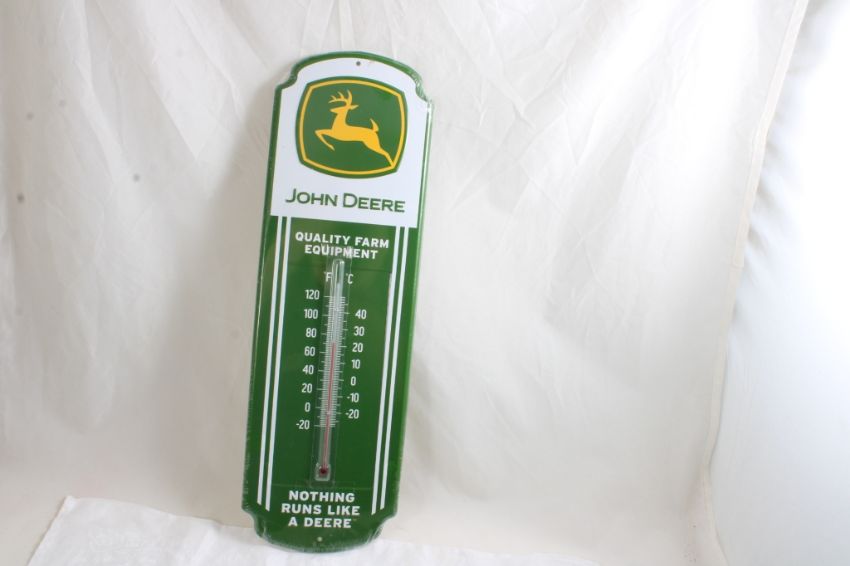 JOHN DEERE
QUALITY FARM
EQUIPMENT
°F °C
120
100 40
80 30
60 20
40 10
20 0
0 -10
-20 -20
NOTHING
RUNS LIKE
A DEERE